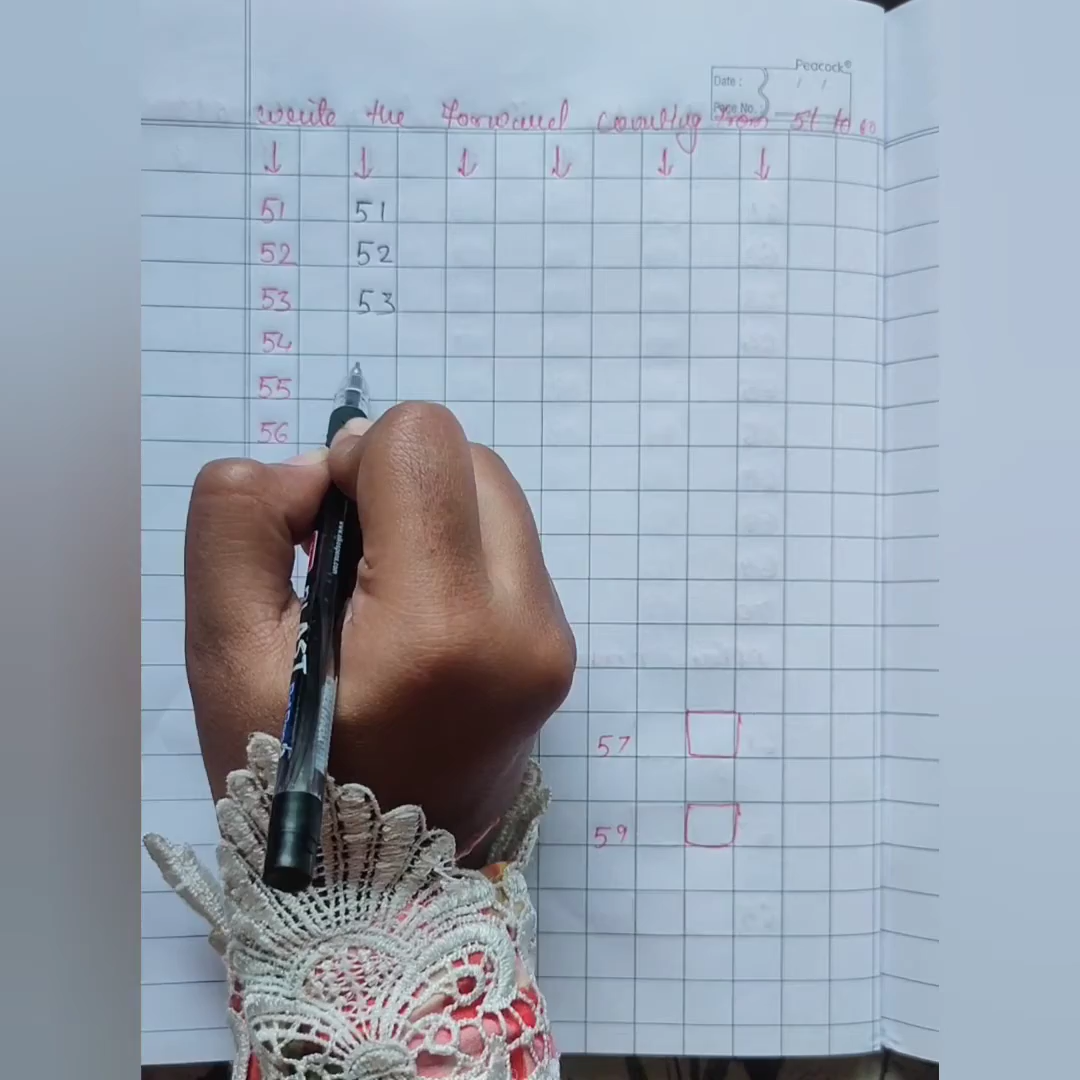 Peacock®
Date :
Page No. :
Write the forward counting from 51 to 60
↓ ↓ ↓ ↓ ↓ ↓
51 51
52 52
53 53
54
55
56
57
59